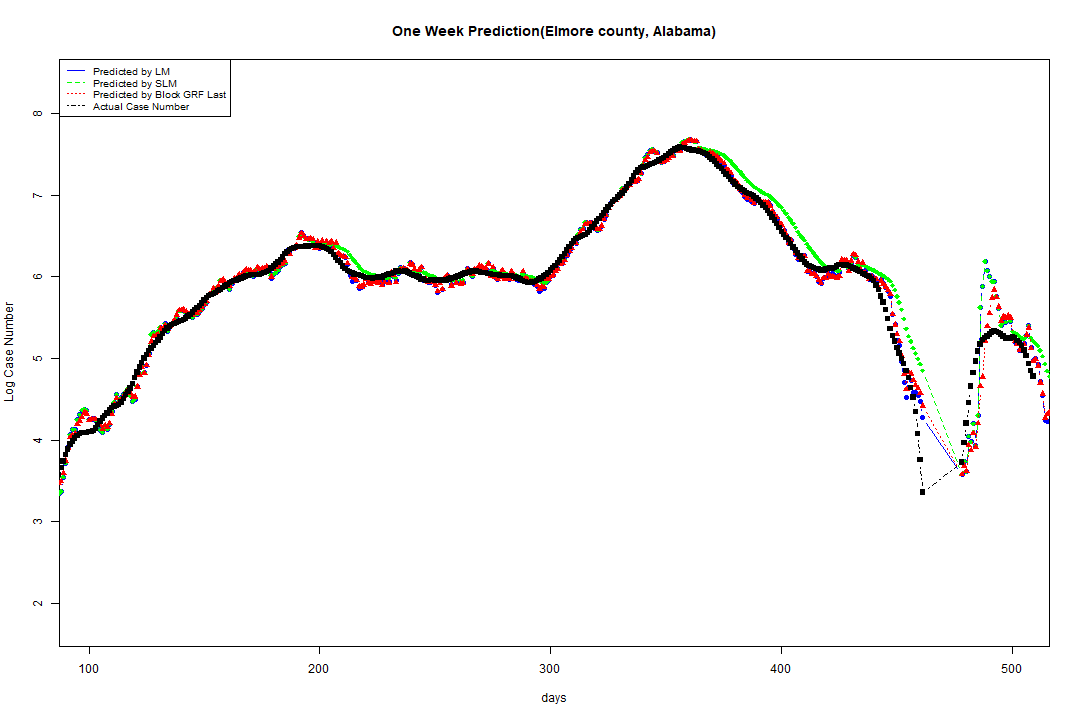 One Week Prediction(Elmore county, Alabama)
Predicted by LM
Predicted by SLM
Predicted by Block GRF Last
Actual Case Number
8
7
6
5
4
3
2
Log Case Number
100 200 300 400 500
days